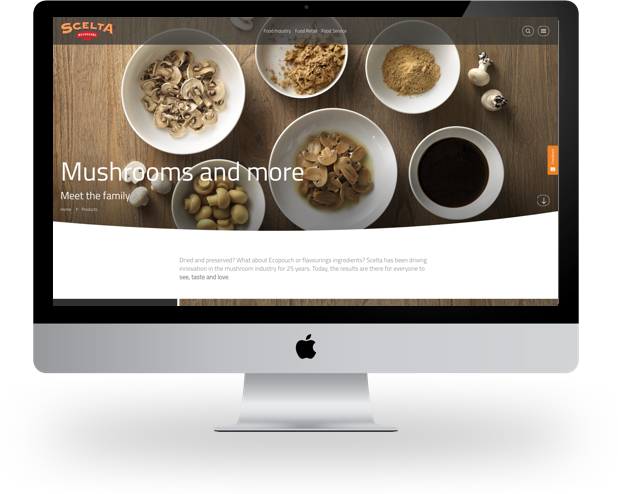 SCELTA
MUSHROOMS
Food Industry Food Retail Food Service
Mushrooms and more
Meet the family
Home > Products
Dried and preserved? What about Ecopouch or flavourings ingredients? Scelta has been driving
innovation in the mushroom industry for 25 years. Today, the results are there for everyone to
see, taste and love.